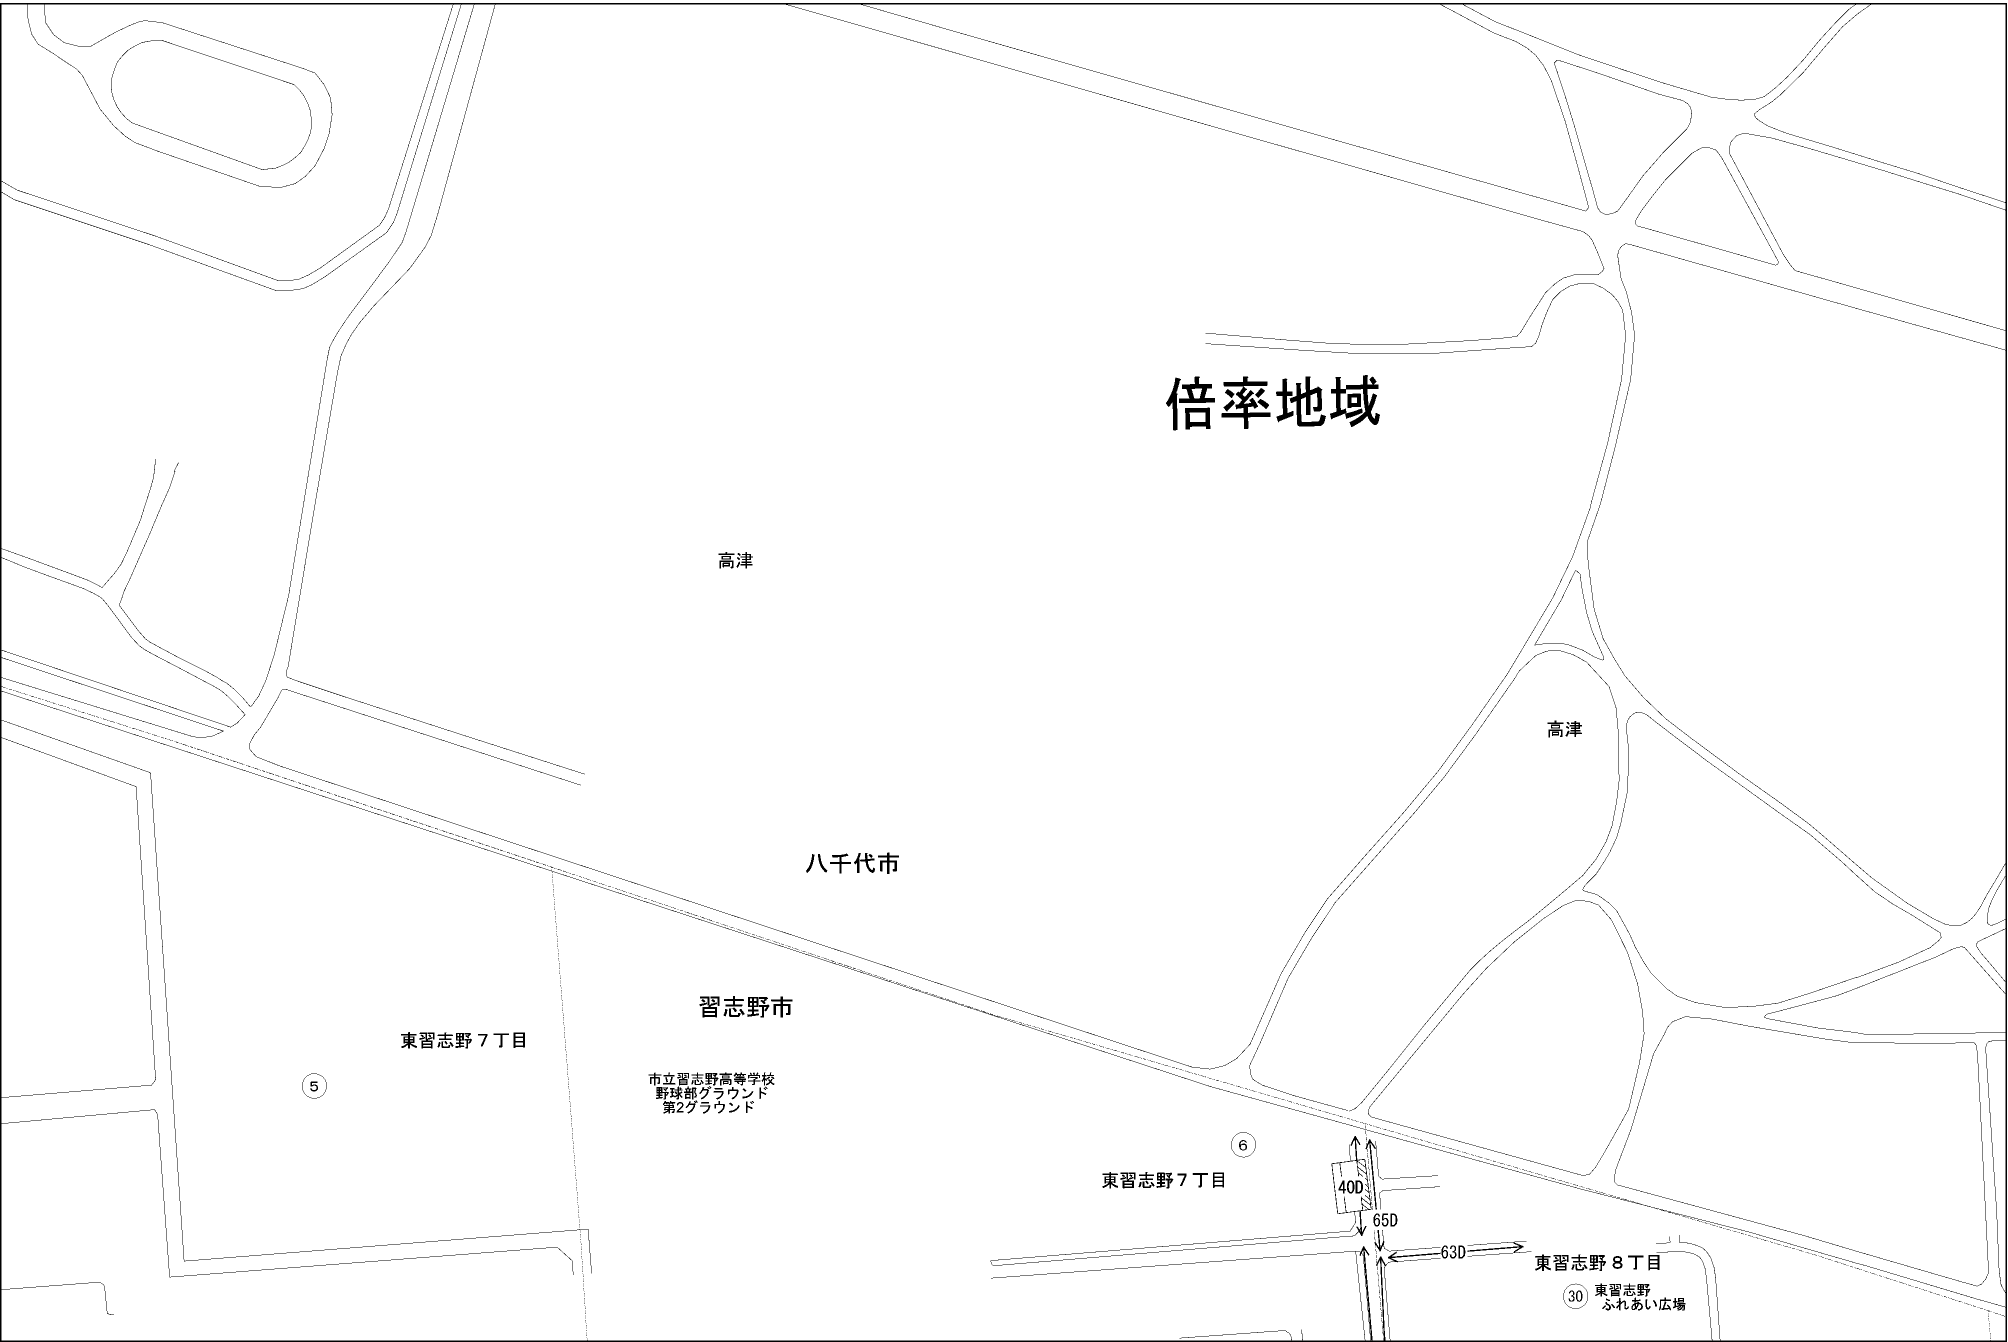 倍率地域
高津
高津
八千代市
習志野市
東習志野７丁目
⑤
市立習志野高等学校
野球部グラウンド
第2グラウンド
⑥
東習志野７丁目
40D
65D
63D
東習志野８丁目
㉚
東習志野
ふれあい広場